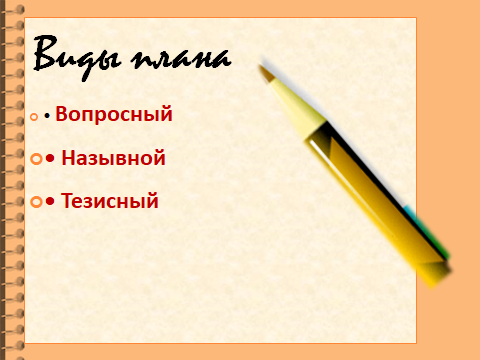 Виды плана
• Вопросный
• Назывной
• Тезисный